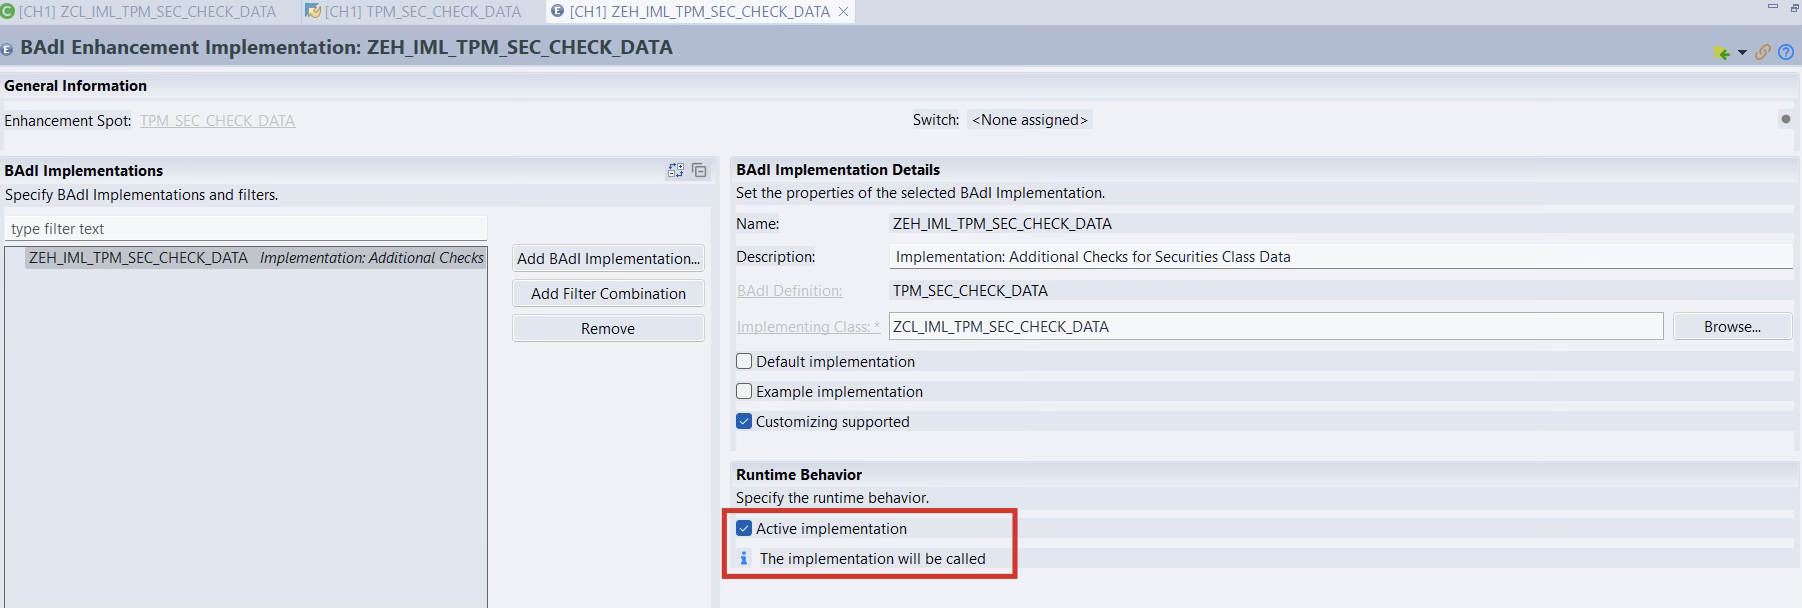 [CH1] ZCL_IML_TPM_SEC_CHECK_DATA [CH1] TPM_SEC_CHECK_DATA [CH1] ZEH_IML_TPM_SEC_CHECK_DATA
BAdI Enhancement Implementation: ZEH_IML_TPM_SEC_CHECK_DATA
General Information
Enhancement Spot: TPM_SEC_CHECK_DATA Switch: <None assigned>
BAdI Implementations
Specify BAdI Implementations and filters.
type filter text
ZEH_IML_TPM_SEC_CHECK_DATA Implementation: Additional Checks
Add BAdI Implementation...
Add Filter Combination
Remove
BAdI Implementation Details
Set the properties of the selected BAdI Implementation.
Name: ZEH_IML_TPM_SEC_CHECK_DATA
Description: Implementation: Additional Checks for Securities Class Data
BAdI Definition: TPM_SEC_CHECK_DATA
Implementing Class: * ZCL_IML_TPM_SEC_CHECK_DATA Browse...
Default implementation
Example implementation
Customizing supported
Runtime Behavior
Specify the runtime behavior.
Active implementation
The implementation will be called